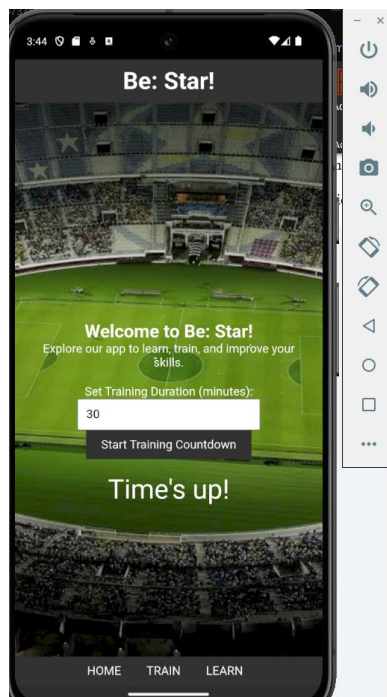 3:44
Be: Star!
Welcome to Be: Star!
Explore our app to learn, train, and improve your
skills.
Set Training Duration (minutes):
30
Start Training Countdown
Time's up!
HOME TRAIN LEARN